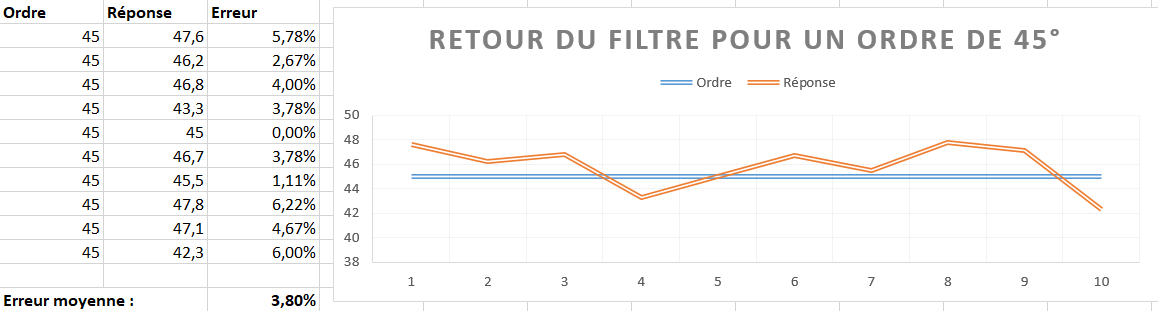 Ordre Réponse Erreur
45 47,6 5,78%
45 46,2 2,67%
45 46,8 4,00%
45 43,3 3,78%
45 45 0,00%
45 46,7 3,78%
45 45,5 1,11%
45 47,8 6,22%
45 47,1 4,67%
45 42,3 6,00%
Erreur moyenne : 3,80%
RETOUR DU FILTRE POUR UN ORDRE DE 45°
Ordre Réponse
50
48
46
44
42
40
38
1 2 3 4 5 6 7 8 9 10